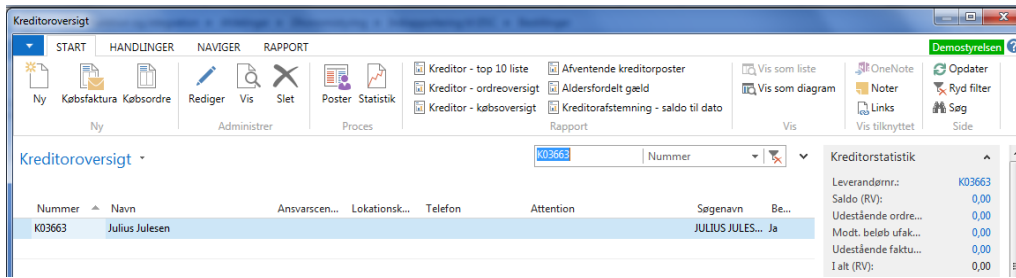 Kreditoroversigt
START HANDLINGER NAVIGER RAPPORT Demostyrelsen
Ny Købsfaktura Købsordre
Ny
Rediger Vis Slet
Administrer
Poster Statistik
Proces
Kreditor - top 10 liste Afventende kreditorposter
Kreditor - ordreoversigt Aldersfordelt gæld
Kreditor - købsoversigt Kreditorafstemning - saldo til dato
Rapport
Vis som liste
Vis som diagram
Vis
OneNote
Noter
Links
Vis tilknyttet
Opdater
Ryd filter
Søg
Side
Kreditoroversigt K03663 Nummer
Nummer Navn Ansvarscen... Lokationsk... Telefon Attention Søgenavn Be...
K03663 Julius Julesen JULIUS JULES... Ja
Kreditorstatistik
Leverandørnr.: K03663
Saldo (RV): 0,00
Udestående ordre... 0,00
Modt. beløb ufak... 0,00
Udestående faktu... 0,00
I alt (RV): 0,00